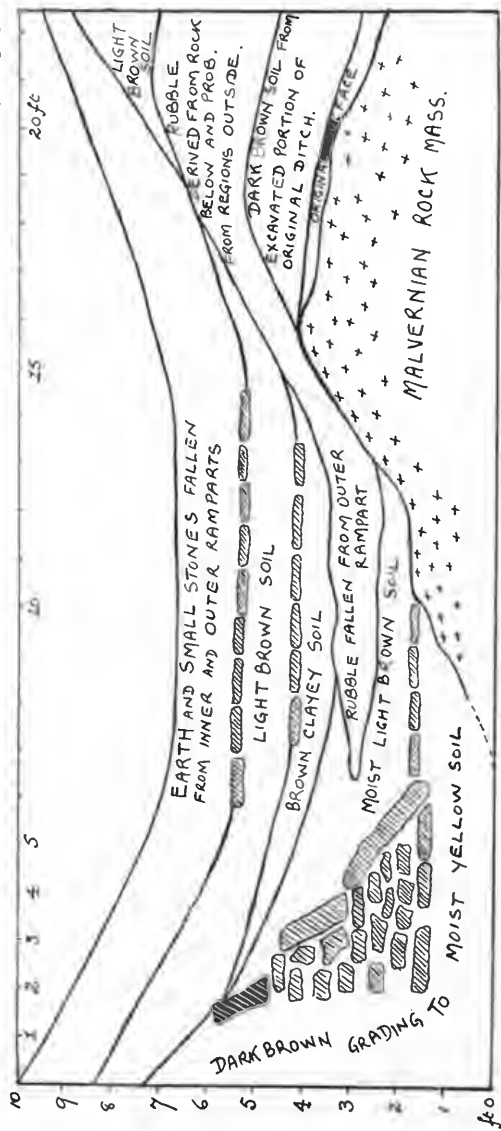 LIGHT
BROWN
SOIL
RUBBLE
DERIVED FROM ROCK
BELOW AND PROB.
FROM REGIONS OUTSIDE.
DARK BROWN SOIL FROM
EXCAVATED PORTION OF
ORIGINAL DITCH.
ORIGINAL FACE
MALVERNIAN ROCK MASS.
EARTH AND SMALL STONES FALLEN
FROM INNER AND OUTER RAMPARTS
LIGHT BROWN SOIL
BROWN CLAYEY SOIL
RUBBLE FALLEN FROM OUTER
RAMPART
MOIST LIGHT BROWN SOIL
DARK BROWN GRADING TO
MOIST YELLOW SOIL
1 2 3 4 5 10 15 20 ft
10
9
8
7
6
5
4
3
2
1
ft 0